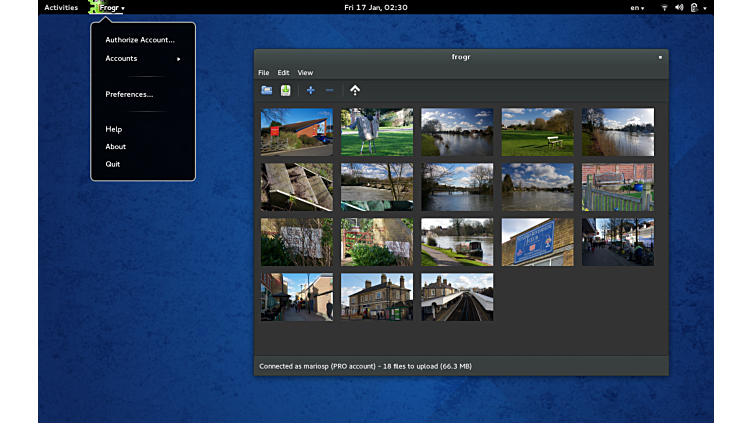 Activities
Frogr
Fri 17 Jan, 02:30
en
Authorize Account...
Accounts
Preferences...
Help
About
Quit
frogr
File Edit View
Connected as mariosp (PRO account) - 18 files to upload (66.3 MB)